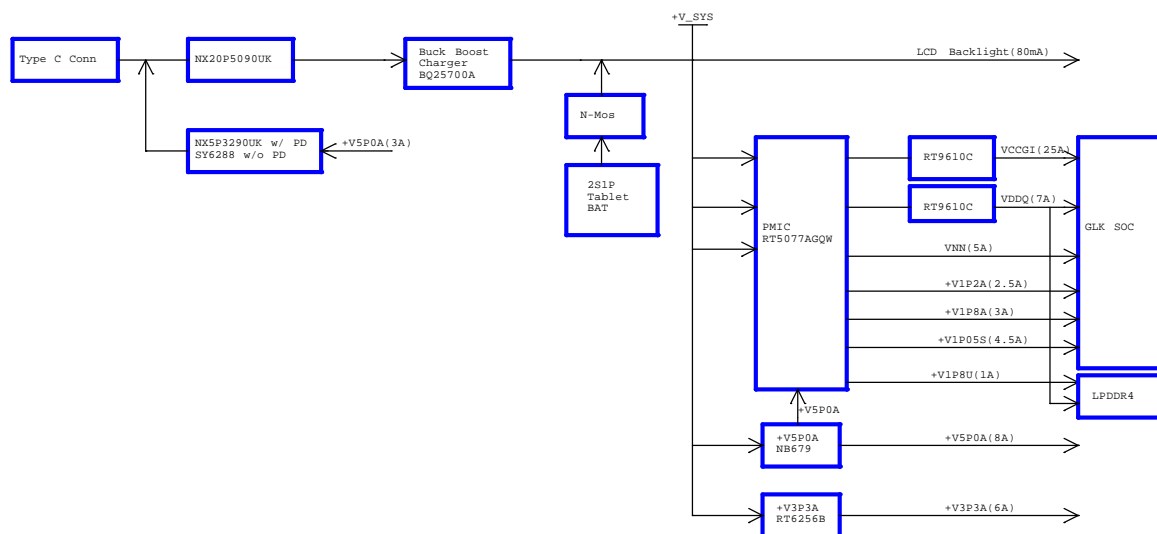 +V_SYS
Type C Conn
NX20P5090UK
Buck Boost
Charger
BQ25700A
LCD Backlight(80mA)
N-Mos
NX5P3290UK w/ PD
SY6288 w/o PD
+V5P0A(3A)
2S1P
Tablet
BAT
RT9610C
VCCGI(25A)
RT9610C
VDDQ(7A)
PMIC
RT5077AGQW
GLK SOC
VNN(5A)
+V1P2A(2.5A)
+V1P8A(3A)
+V1P05S(4.5A)
+V1P8U(1A)
LPDDR4
+V5P0A
+V5P0A
NB679
+V5P0A(8A)
+V3P3A
RT6256B
+V3P3A(6A)